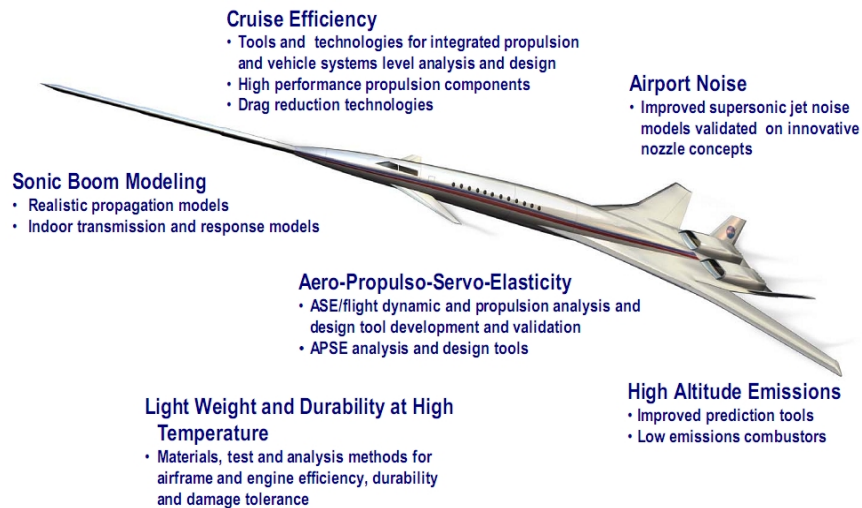 Cruise Efficiency
• Tools and technologies for integrated propulsion
and vehicle systems level analysis and design
• High performance propulsion components
• Drag reduction technologies
Airport Noise
• Improved supersonic jet noise
models validated on innovative
nozzle concepts
Sonic Boom Modeling
• Realistic propagation models
• Indoor transmission and response models
Aero-Propulso-Servo-Elasticity
• ASE/flight dynamic and propulsion analysis and
design tool development and validation
• APSE analysis and design tools
Light Weight and Durability at High
Temperature
• Materials, test and analysis methods for
airframe and engine efficiency, durability
and damage tolerance
High Altitude Emissions
• Improved prediction tools
• Low emissions combustors